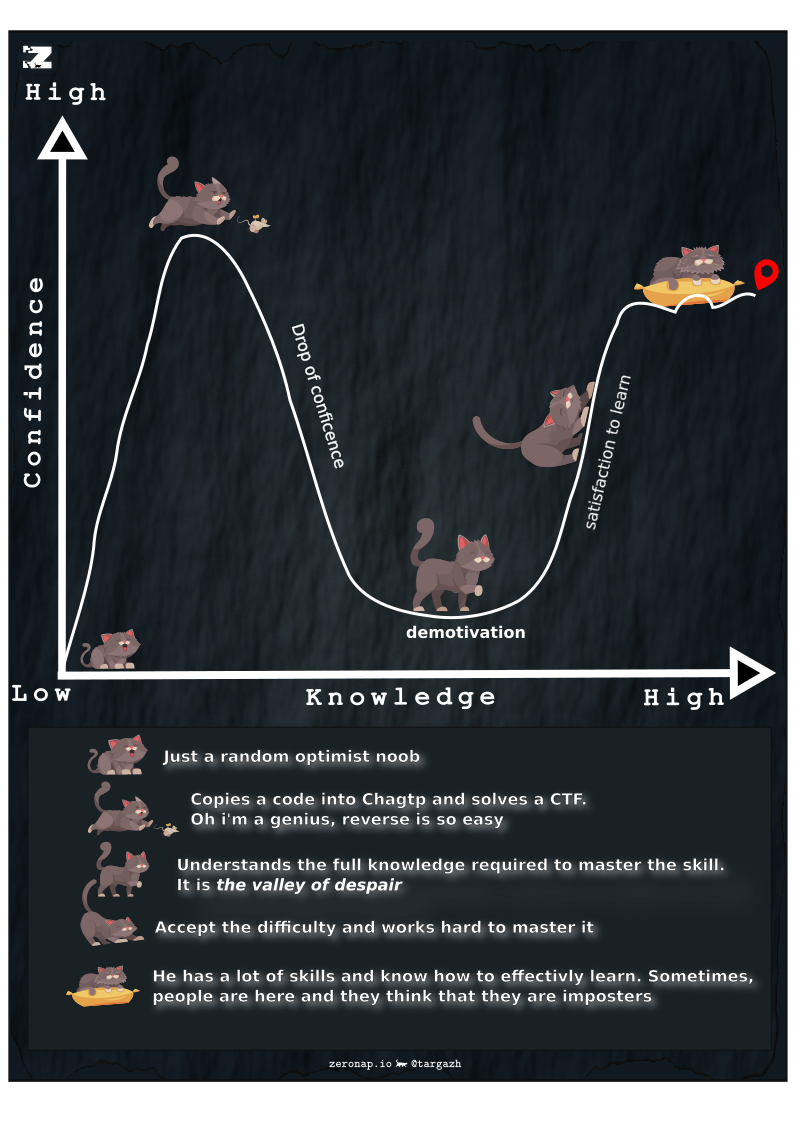 Z
High
Confidence
Drop of conficence
satisfaction to learn
demotivation
Low
Knowledge
High
Just a random optimist noob
Copies a code into Chagtp and solves a CTF.
Oh i'm a genius, reverse is so easy
Understands the full knowledge required to master the skill.
It is the valley of despair
Accept the difficulty and works hard to master it
He has a lot of skills and know how to effectivly learn. Sometimes,
people are here and they think that they are imposters
zeronap.io @targazh